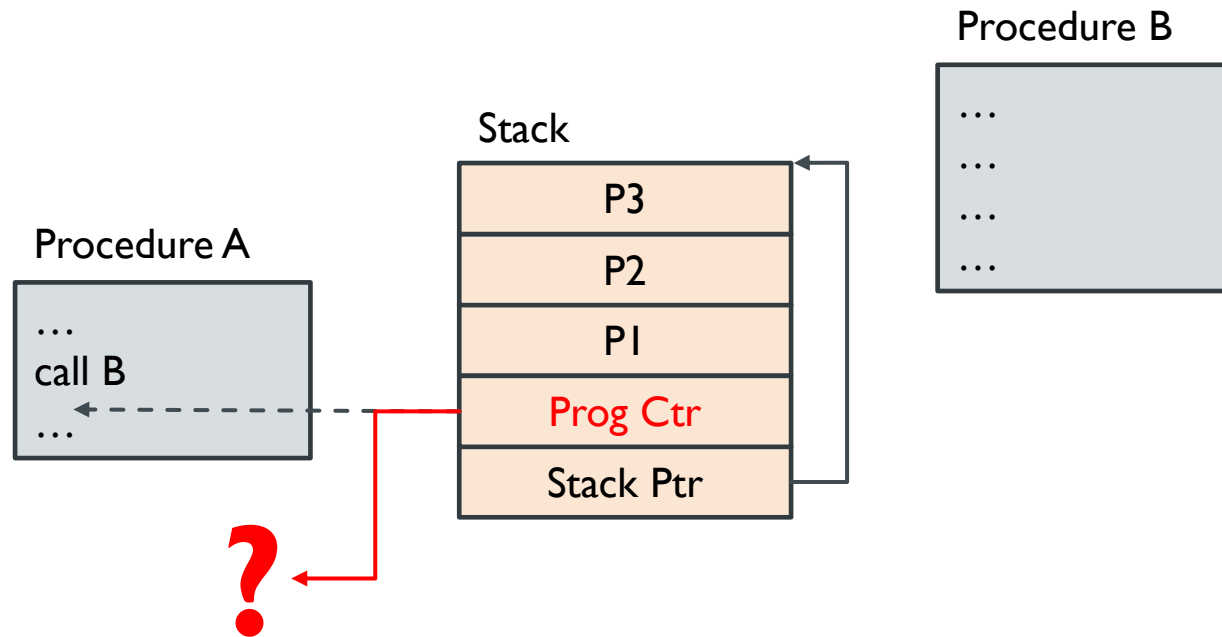 Procedure B
…
…
…
…
Stack
P3
P2
P1
Prog Ctr
Stack Ptr
Procedure A
…
call B
…
?